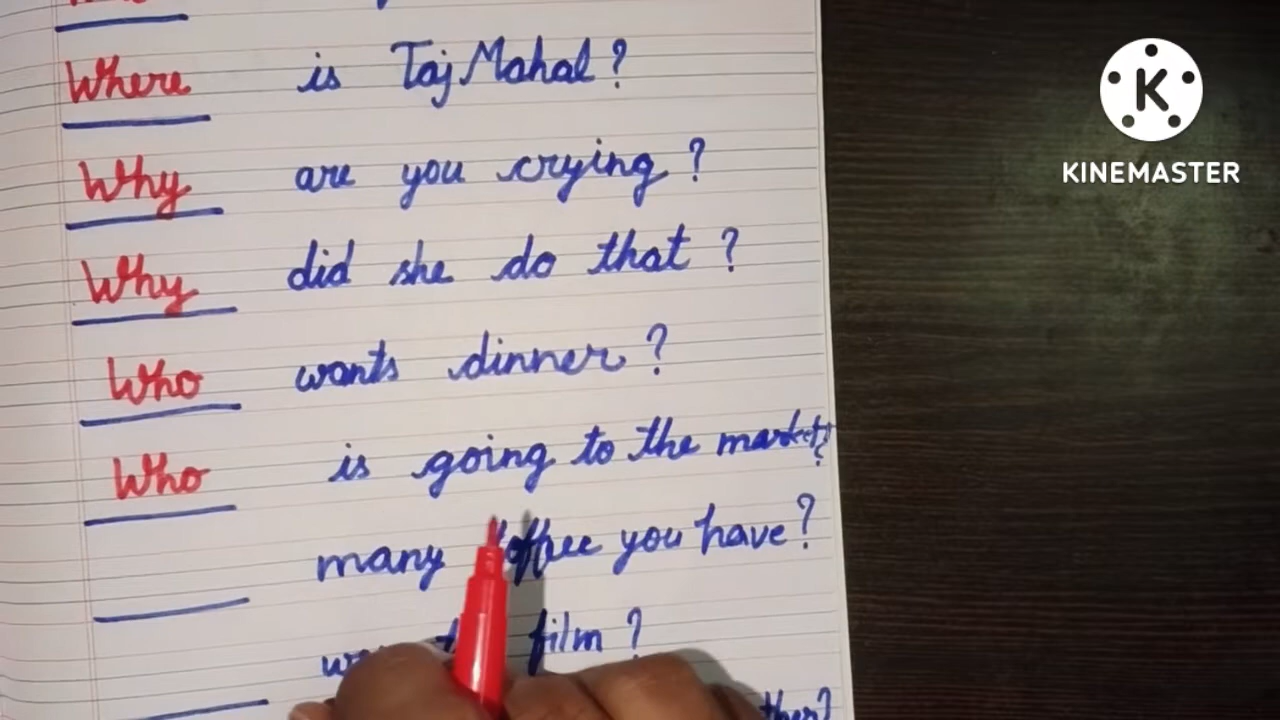 Where is Taj Mahal?
Why are you crying?
Why did she do that?
Who wants dinner?
Who is going to the market?
many you have?
film?
K
KINEMASTER